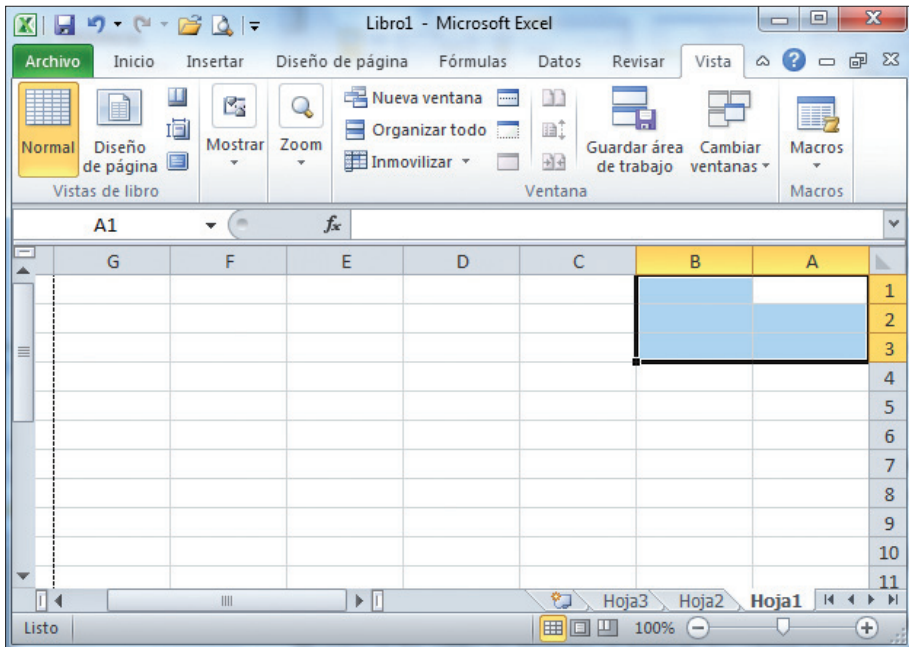 Libro1 - Microsoft Excel
Archivo Inicio Insertar Diseño de página Fórmulas Datos Revisar Vista
Normal
Diseño de página
Mostrar
Zoom
Nueva ventana
Organizar todo
Inmovilizar
Guardar área de trabajo
Cambiar ventanas
Macros
Vistas de libro Ventana Macros
A1 fx
G F E D C B A
1
2
3
4
5
6
7
8
9
10
11
Hoja3 Hoja2 Hoja1
Listo 100%